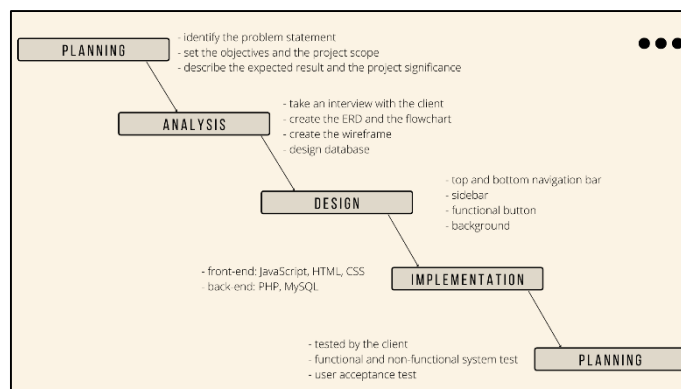 PLANNING
- identify the problem statement
- set the objectives and the project scope
- describe the expected result and the project significance
ANALYSIS
- take an interview with the client
- create the ERD and the flowchart
- create the wireframe
- design database
DESIGN
- top and bottom navigation bar
- sidebar
- functional button
- background
IMPLEMENTATION
- front-end: JavaScript, HTML, CSS
- back-end: PHP, MySQL
PLANNING
- tested by the client
- functional and non-functional system test
- user acceptance test